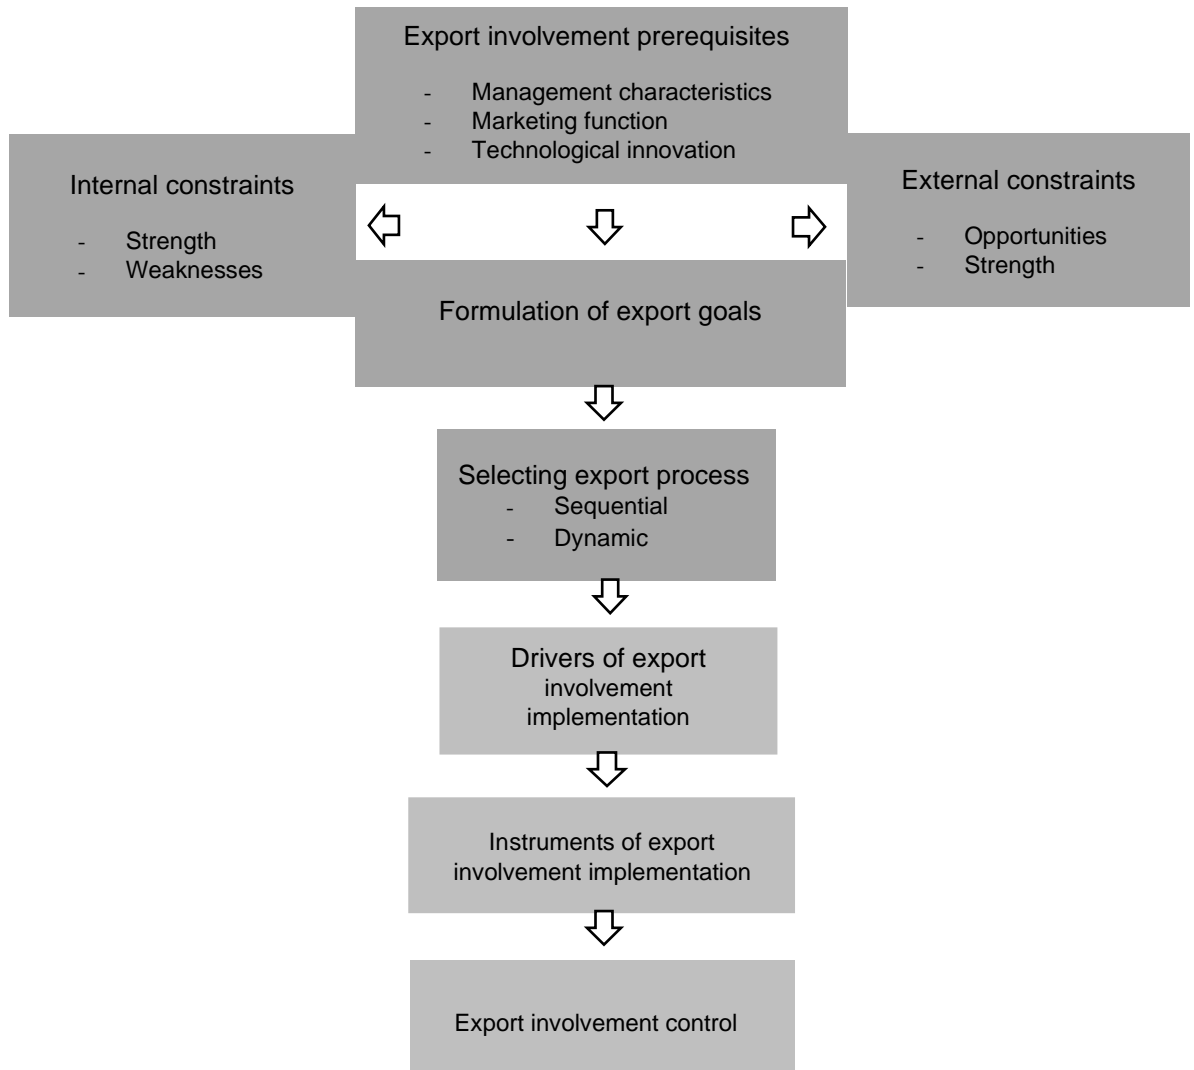 Export involvement prerequisites
- Management characteristics
- Marketing function
- Technological innovation
Internal constraints
- Strength
- Weaknesses
External constraints
- Opportunities
- Strength
Formulation of export goals
Selecting export process
- Sequential
- Dynamic
Drivers of export
involvement
implementation
Instruments of export
involvement implementation
Export involvement control